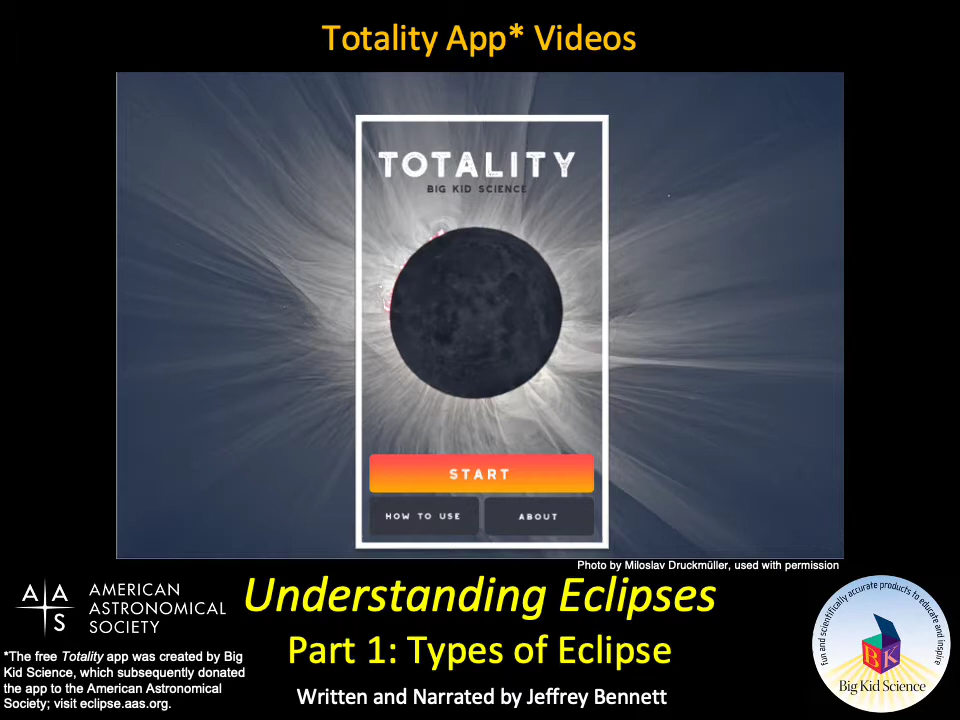 Totality App* Videos
TOTALITY
BIG KID SCIENCE
START
HOW TO USE
ABOUT
Photo by Miloslav Druckmüller, used with permission
AAS
AMERICAN
ASTRONOMICAL
SOCIETY
Understanding Eclipses
Part 1: Types of Eclipse
Written and Narrated by Jeffrey Bennett
*The free Totality app was created by Big
Kid Science, which subsequently donated
the app to the American Astronomical
Society; visit eclipse.aas.org.
fun and scientifically accurate products to educate and inspire
BK
Big Kid Science